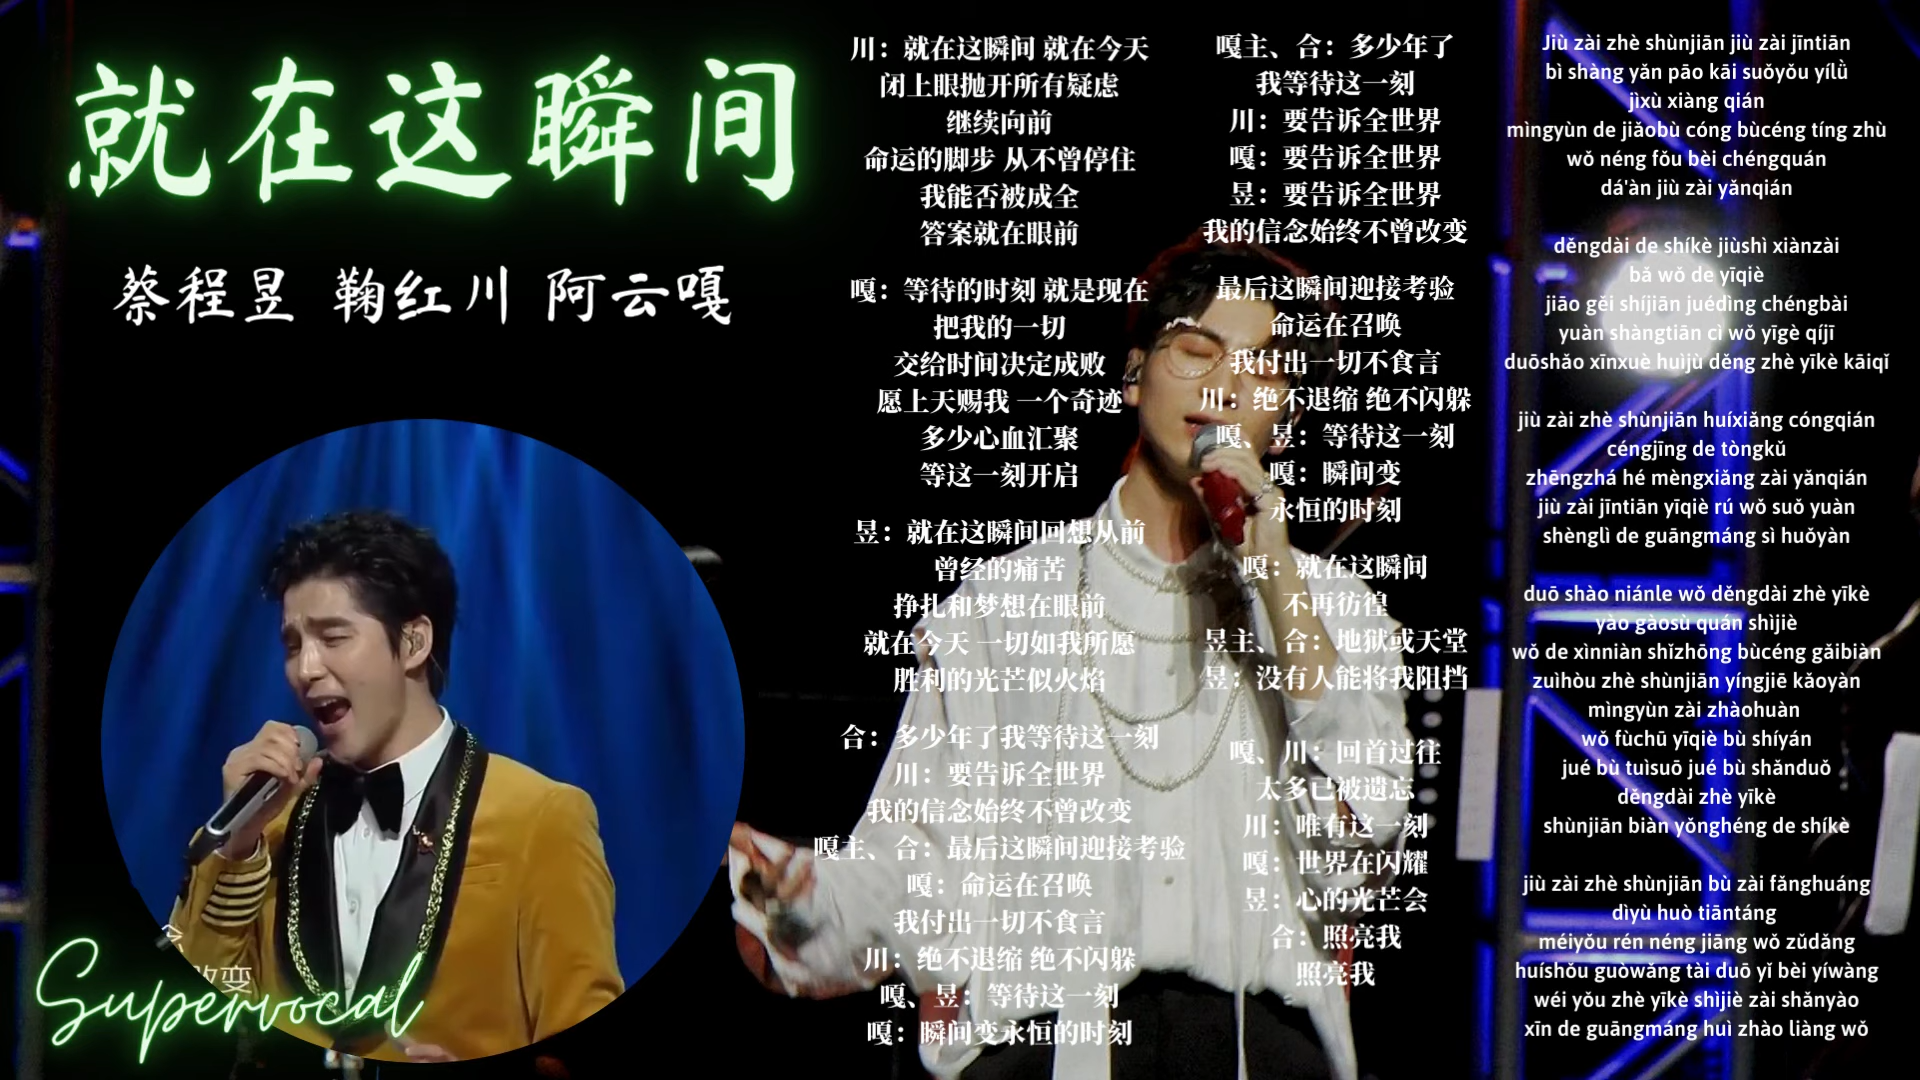 就在这瞬间
蔡程昱 鞠红川 阿云嘎
川：就在这瞬间 就在今天
闭上眼抛开所有疑虑
继续向前
命运的脚步 从不曾停住
我能否被成全
答案就在眼前
嘎：等待的时刻 就是现在
把我的一切
交给时间决定成败
愿上天赐我 一个奇迹
多少心血汇聚
等这一刻开启
昱：就在这瞬间回想从前
曾经的痛苦
挣扎和梦想在眼前
就在今天 一切如我所愿
胜利的光芒似火焰
合：多少年了我等待这一刻
川：要告诉全世界
我的信念始终不曾改变
嘎主、合：最后这瞬间迎接考验
嘎：命运在召唤
我付出一切不食言
川：绝不退缩 绝不闪躲
嘎、昱：等待这一刻
嘎：瞬间变永恒的时刻
嘎主、合：多少年了
我等待这一刻
川：要告诉全世界
嘎：要告诉全世界
昱：要告诉全世界
我的信念始终不曾改变
最后这瞬间迎接考验
命运在召唤
我付出一切不食言
川：绝不退缩 绝不闪躲
嘎、昱：等待这一刻
嘎：瞬间变
永恒的时刻
嘎：就在这瞬间
不再彷徨
昱主、合：地狱或天堂
昱：没有人能将我阻挡
嘎、川：回首过往
太多已被遗忘
川：唯有这一刻
嘎：世界在闪耀
昱：心的光芒会
合：照亮我
照亮我
Jiù zài zhè shùnjiān jiù zài jīntiān
bì shàng yǎn pāo kāi suǒyǒu yílǜ
jìxù xiàng qián
mìngyùn de jiǎobù cóng bùcéng tíng zhù
wǒ néng fǒu bèi chéngquán
dá'àn jiù zài yǎnqián
děngdài de shíkè jiùshì xiànzài
bǎ wǒ de yīqiè
jiāo gěi shíjiān juédìng chéngbài
yuàn shàngtiān cì wǒ yīgè qíjī
duōshǎo xīnxuè huìjù děng zhè yīkè kāiqǐ
jiù zài zhè shùnjiān huíxiǎng cóngqián
céngjīng de tòngkǔ
zhēngzhá hé mèngxiǎng zài yǎnqián
jiù zài jīntiān yīqiè rú wǒ suǒ yuàn
shènglì de guāngmáng sì huǒyàn
duō shào niánle wǒ děngdài zhè yīkè
yào gàosù quán shìjiè
wǒ de xìnniàn shǐzhōng bùcéng gǎibiàn
zuìhòu zhè shùnjiān yíngjiē kǎoyàn
mìngyùn zài zhàohuàn
wǒ fùchū yīqiè bù shíyán
jué bù tuìsuō jué bù shǎnduǒ
děngdài zhè yīkè
shùnjiān biàn yǒnghéng de shíkè
jiù zài zhè shùnjiān bù zài fǎnghuáng
dìyù huò tiāntáng
méiyǒu rén néng jiāng wǒ zǔdǎng
huíshǒu guòwǎng tài duō yǐ bèi yíwàng
wéi yǒu zhè yīkè shìjiè zài shǎnyào
xīn de guāngmáng huì zhào liàng wǒ
Supervocal